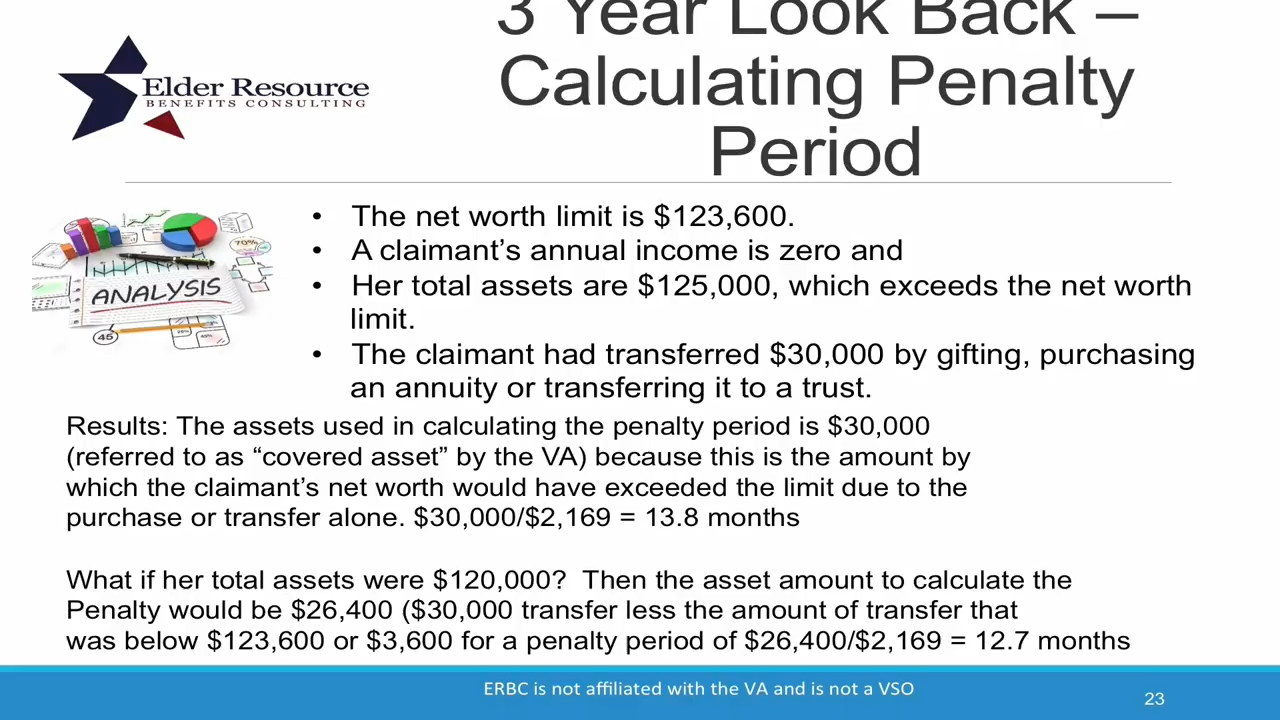 3 Year Look Back –
Calculating Penalty
Period
Elder Resource
BENEFITS CONSULTING
• The net worth limit is $123,600.
• A claimant’s annual income is zero and
• Her total assets are $125,000, which exceeds the net worth
limit.
• The claimant had transferred $30,000 by gifting, purchasing
an annuity or transferring it to a trust.
70%
ANALYSIS
45
Results: The assets used in calculating the penalty period is $30,000
(referred to as “covered asset” by the VA) because this is the amount by
which the claimant’s net worth would have exceeded the limit due to the
purchase or transfer alone. $30,000/$2,169 = 13.8 months
What if her total assets were $120,000? Then the asset amount to calculate the
Penalty would be $26,400 ($30,000 transfer less the amount of transfer that
was below $123,600 or $3,600 for a penalty period of $26,400/$2,169 = 12.7 months
ERBC is not affiliated with the VA and is not a VSO
23